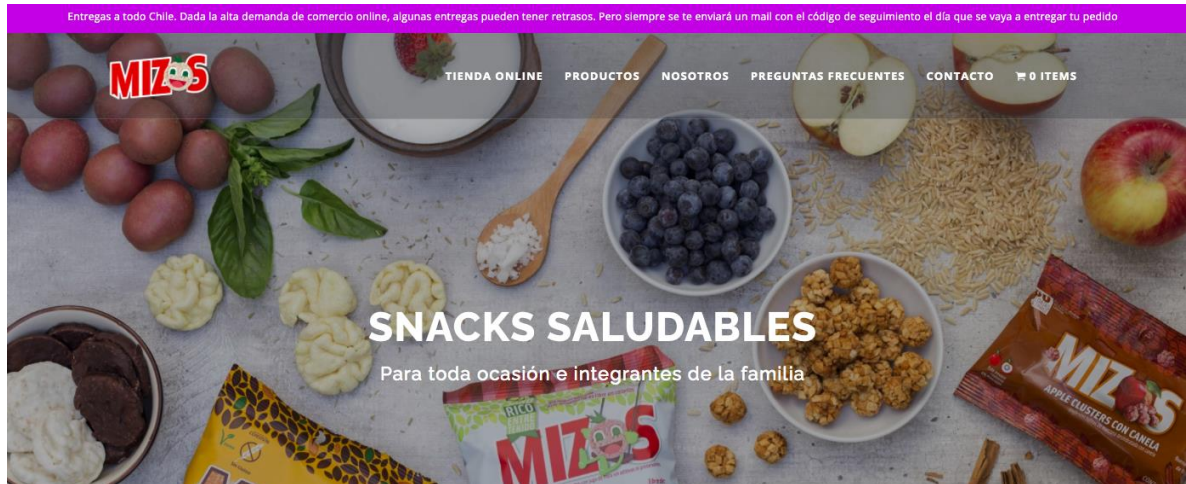 Entregas a todo Chile. Dada la alta demanda de comercio online, algunas entregas pueden tener retrasos. Pero siempre se te enviará un mail con el código de seguimiento el día que se vaya a entregar tu pedido
MIZOS
TIENDA ONLINE PRODUCTOS NOSOTROS PREGUNTAS FRECUENTES CONTACTO 0 ITEMS
SNACKS SALUDABLES
Para toda ocasión e integrantes de la familia
RICO
ENTRE
MIZOS
MIZOS
APPLE CLUSTERS CON CANELA